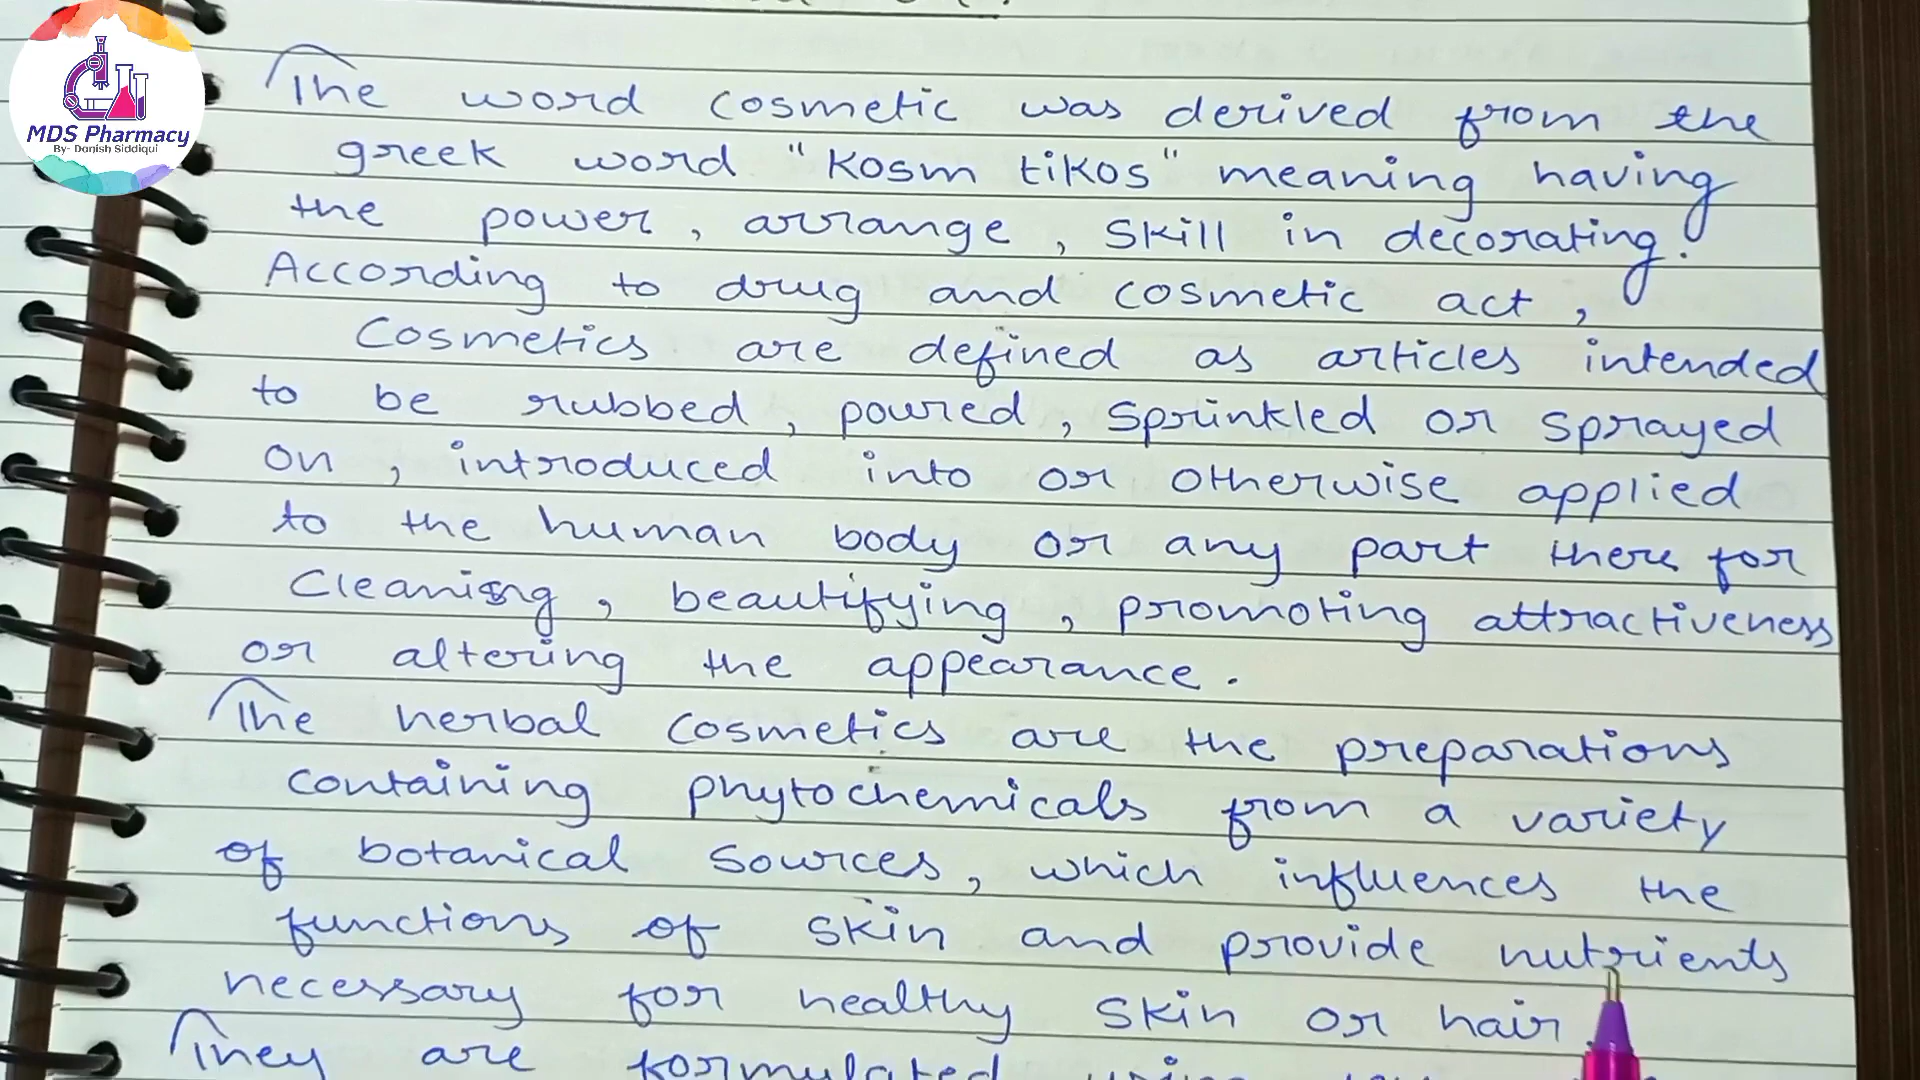 MDS Pharmacy
By- Danish Siddiqui
The word cosmetic was derived from the
greek word "Kosm tikos" meaning having
the power, arrange, skill in decorating.
According to drug and cosmetic act,
Cosmetics are defined as articles intended
to be rubbed, poured, sprinkled or sprayed
on, introduced into or otherwise applied
to the human body or any part there for
Cleanisng, beautifying, promoting attractiveness
or altering the appearance.
The herbal cosmetics are the preparations
containing phytochemicals from a variety
of botanical sources, which influences the
functions of skin and provide nutrients
necessary for healthy skin or hair.
They are formulated using